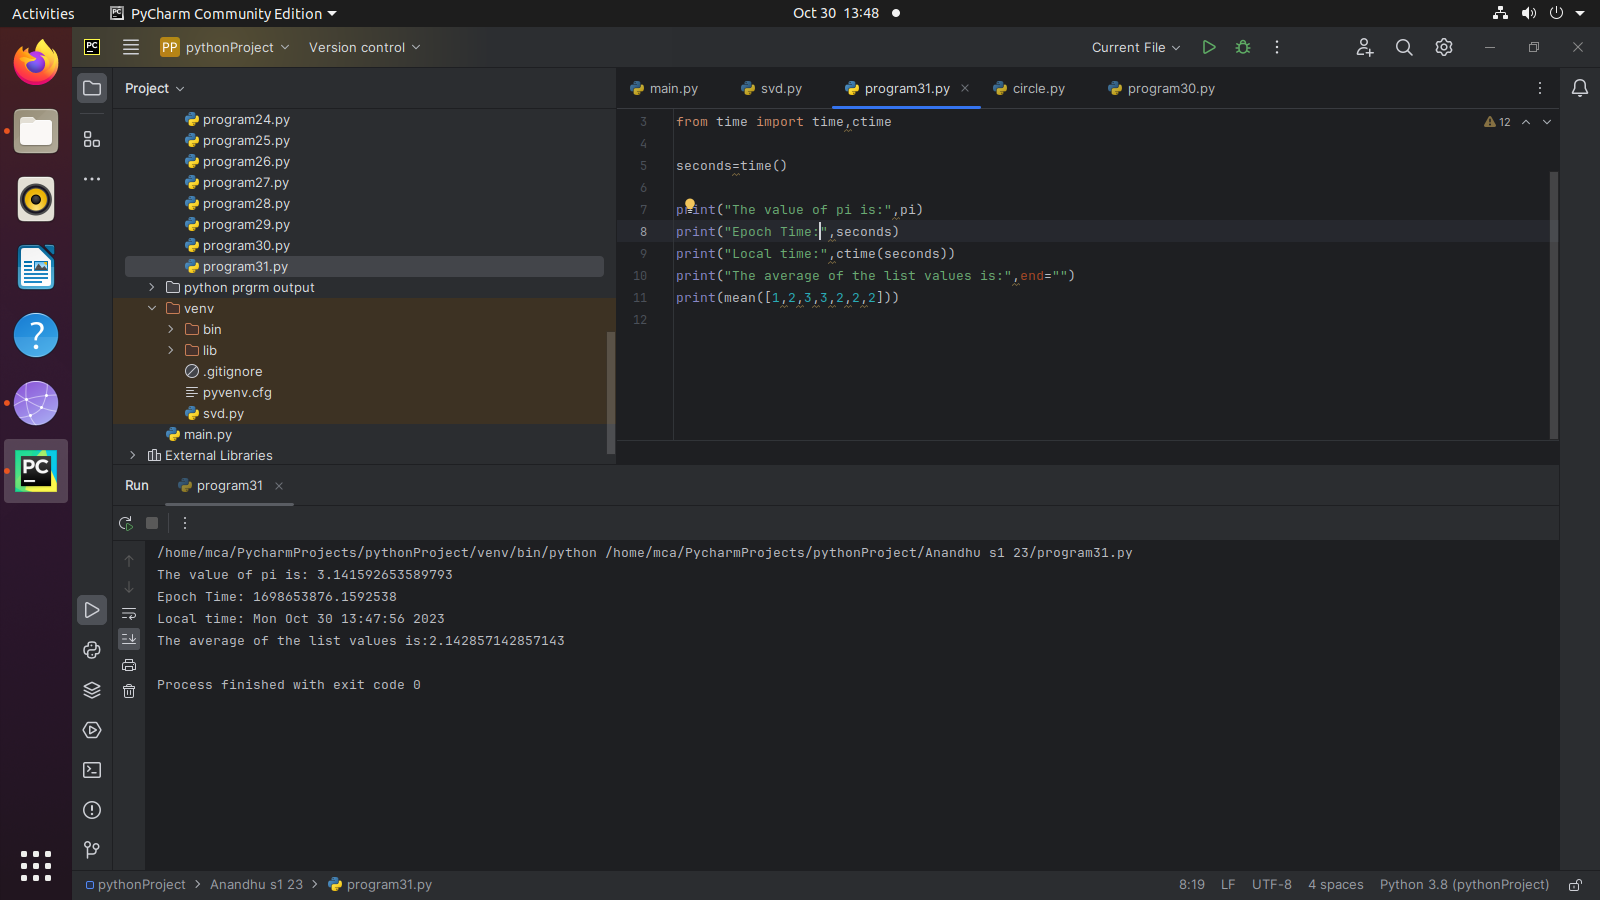 Activities
PyCharm Community Edition
Oct 30 13:48
PC
PP pythonProject
Version control
Current File
Project
main.py
svd.py
program31.py
circle.py
program30.py
program24.py
program25.py
program26.py
program27.py
program28.py
program29.py
program30.py
program31.py
python prgrm output
venv
bin
lib
.gitignore
pyvenv.cfg
svd.py
main.py
External Libraries
12
3 from time import time,ctime
4
5 seconds=time()
6
7 print("The value of pi is:",pi)
8 print("Epoch Time:",seconds)
9 print("Local time:",ctime(seconds))
10 print("The average of the list values is:",end="")
11 print(mean([1,2,3,3,2,2,2]))
12
PC
Run
program31
/home/mca/PycharmProjects/pythonProject/venv/bin/python /home/mca/PycharmProjects/pythonProject/Anandhu s1 23/program31.py
The value of pi is: 3.141592653589793
Epoch Time: 1698653876.1592538
Local time: Mon Oct 30 13:47:56 2023
The average of the list values is:2.142857142857143
Process finished with exit code 0
pythonProject > Anandhu s1 23 > program31.py
8:19 LF UTF-8 4 spaces Python 3.8 (pythonProject)